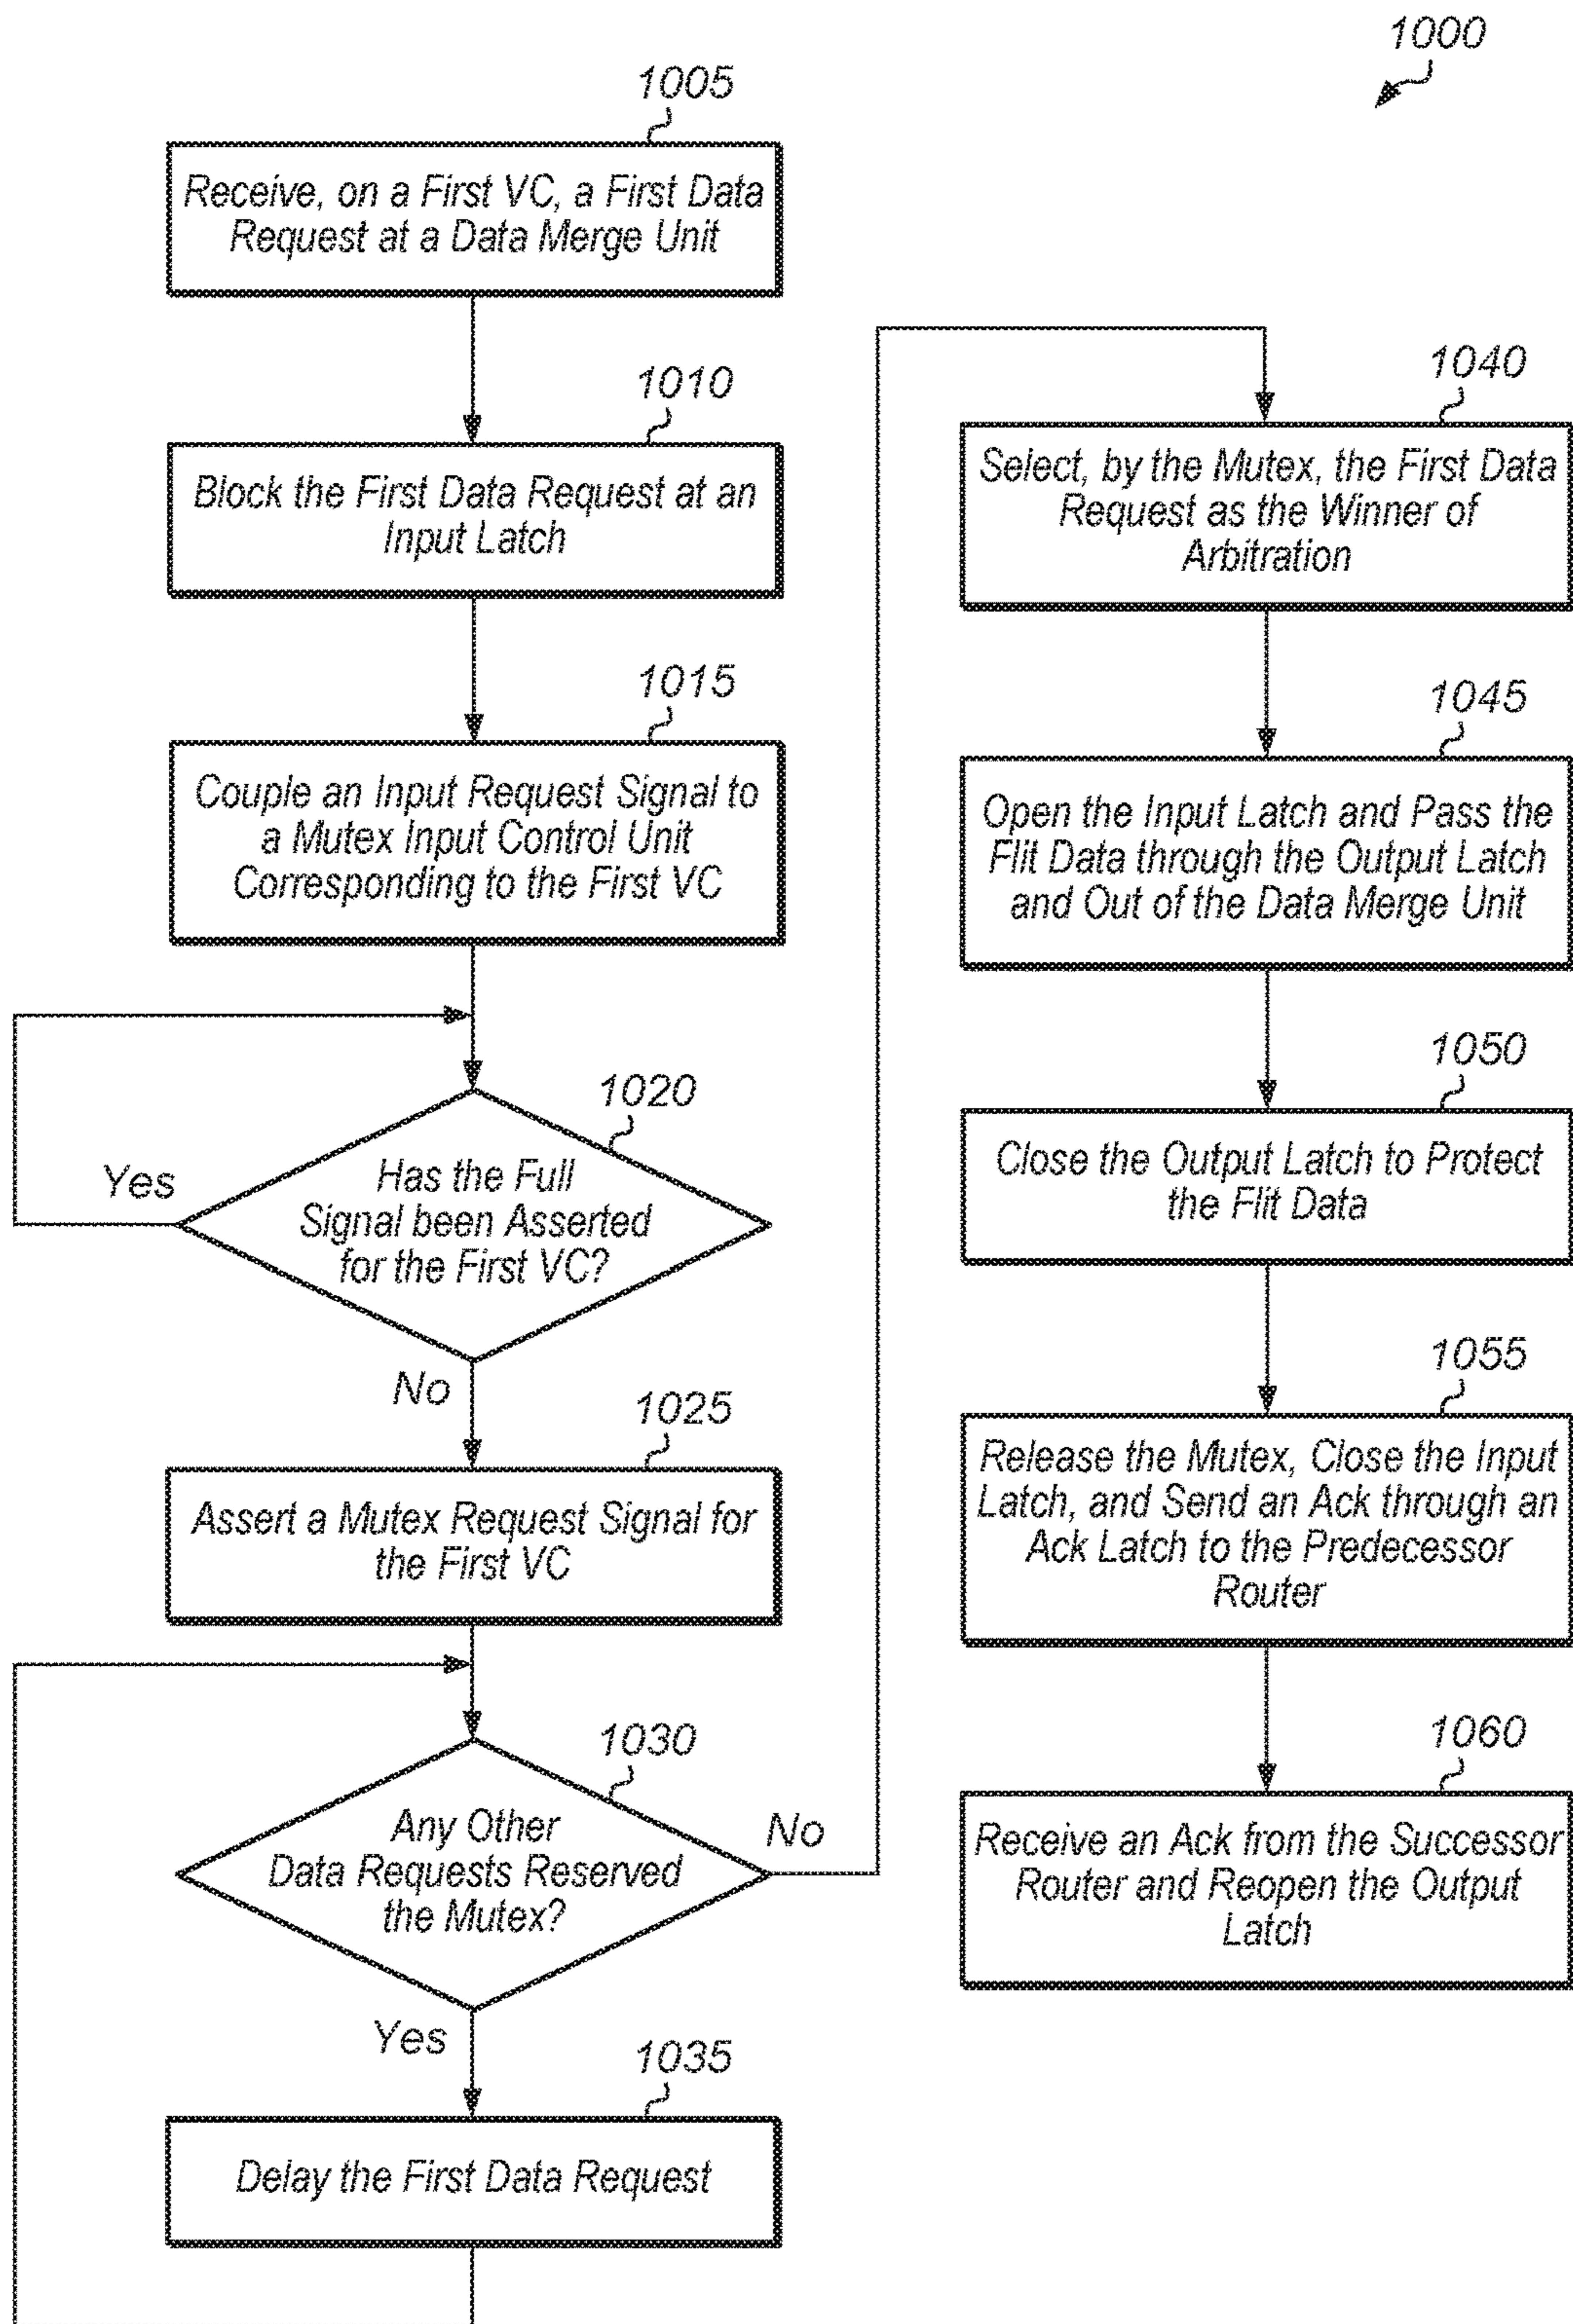 1000
1005
Receive, on a First VC, a First Data
Request at a Data Merge Unit
1010
Block the First Data Request at an
Input Latch
1015
Couple an Input Request Signal to
a Mutex Input Control Unit
Corresponding to the First VC
1020
Has the Full
Signal been Asserted
for the First VC?
Yes
No
1025
Assert a Mutex Request Signal for
the First VC
1030
Any Other
Data Requests Reserved
the Mutex?
No
Yes
1035
Delay the First Data Request
1040
Select, by the Mutex, the First Data
Request as the Winner of
Arbitration
1045
Open the Input Latch and Pass the
Flit Data through the Output Latch
and Out of the Data Merge Unit
1050
Close the Output Latch to Protect
the Flit Data
1055
Release the Mutex, Close the Input
Latch, and Send an Ack through an
Ack Latch to the Predecessor
Router
1060
Receive an Ack from the Successor
Router and Reopen the Output
Latch